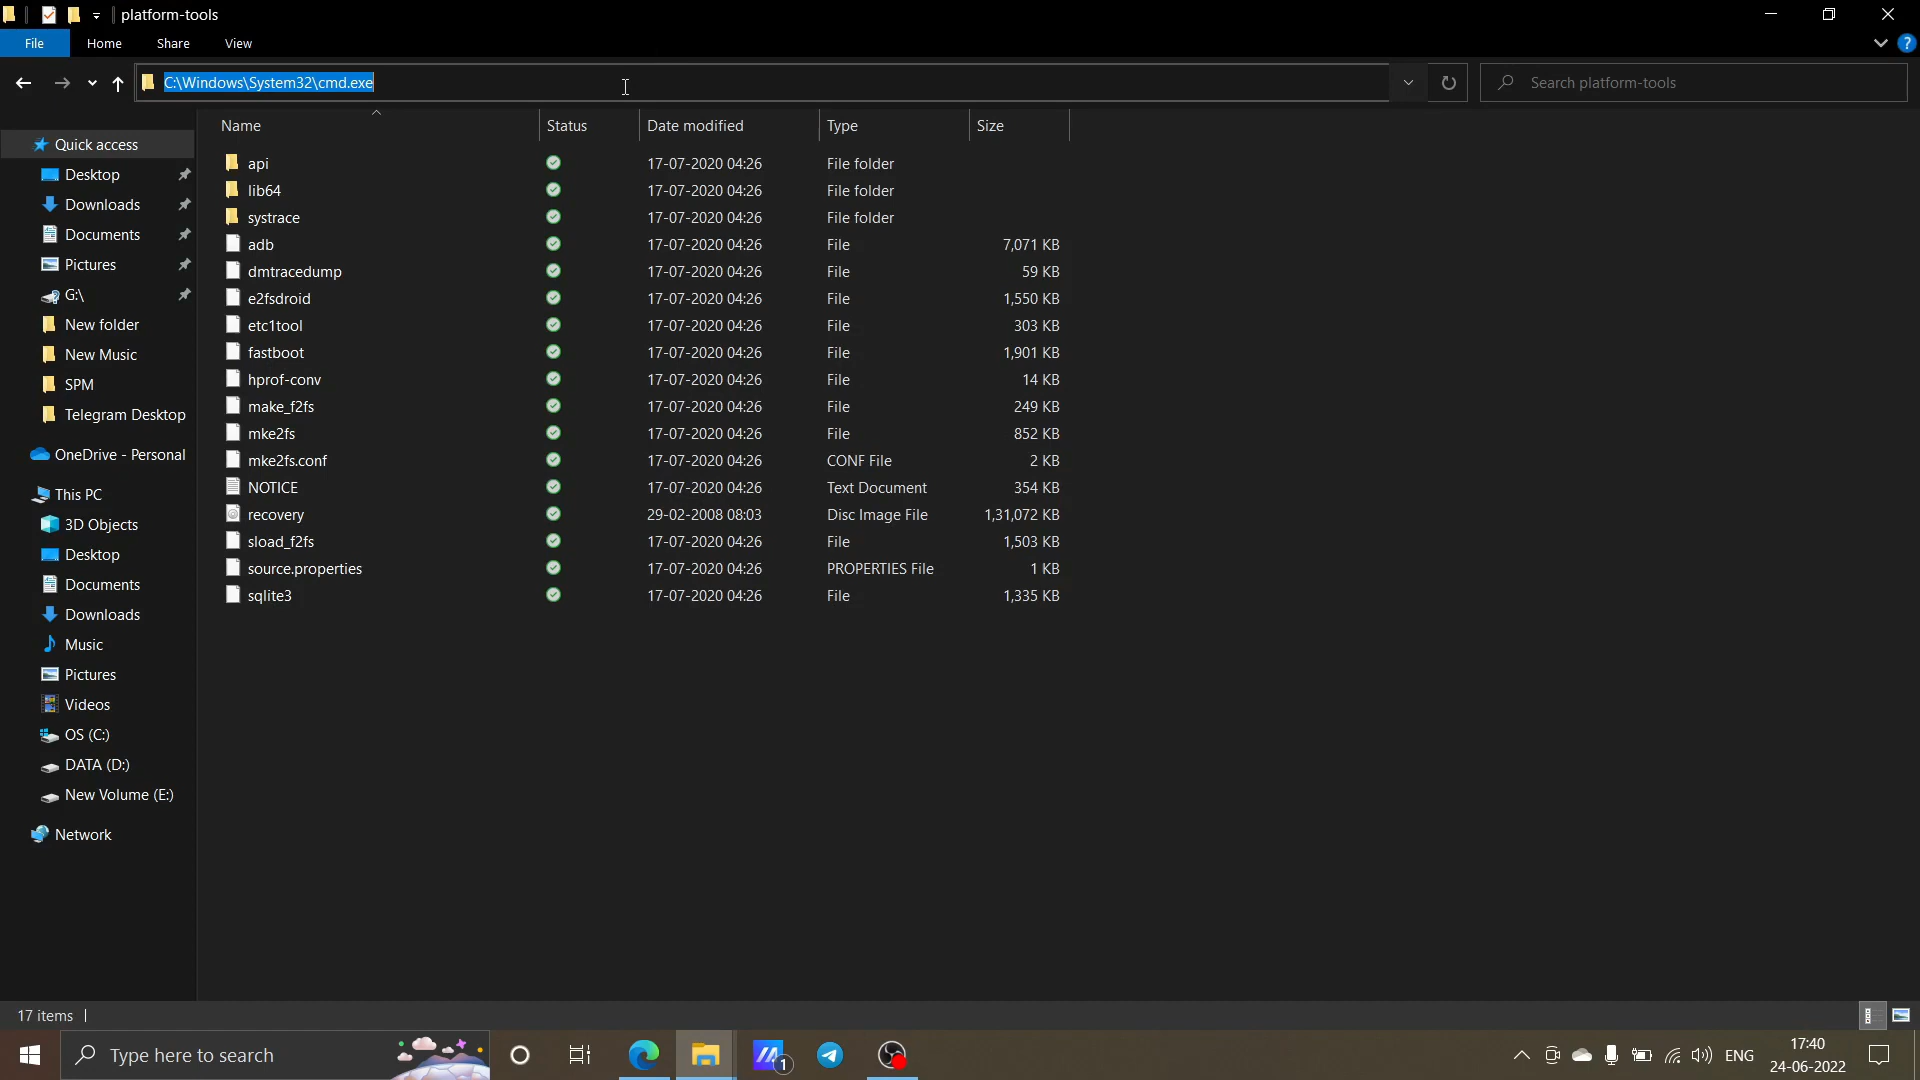 platform-tools
File Home Share View
C:\Windows\System32\cmd.exe Search platform-tools
Name Status Date modified Type Size
Quick access
Desktop
Downloads
Documents
Pictures
G:\
New folder
New Music
SPM
Telegram Desktop
OneDrive - Personal
This PC
3D Objects
Desktop
Documents
Downloads
Music
Pictures
Videos
OS (C:)
DATA (D:)
New Volume (E:)
Network
api 17-07-2020 04:26 File folder
lib64 17-07-2020 04:26 File folder
systrace 17-07-2020 04:26 File folder
adb 17-07-2020 04:26 File 7,071 KB
dmtracedump 17-07-2020 04:26 File 59 KB
e2fsdroid 17-07-2020 04:26 File 1,550 KB
etc1tool 17-07-2020 04:26 File 303 KB
fastboot 17-07-2020 04:26 File 1,901 KB
hprof-conv 17-07-2020 04:26 File 14 KB
make_f2fs 17-07-2020 04:26 File 249 KB
mke2fs 17-07-2020 04:26 File 852 KB
mke2fs.conf 17-07-2020 04:26 CONF File 2 KB
NOTICE 17-07-2020 04:26 Text Document 354 KB
recovery 29-02-2008 08:03 Disc Image File 1,31,072 KB
sload_f2fs 17-07-2020 04:26 File 1,503 KB
source.properties 17-07-2020 04:26 PROPERTIES File 1 KB
sqlite3 17-07-2020 04:26 File 1,335 KB
17 items
Type here to search 1 ENG 17:40
24-06-2022